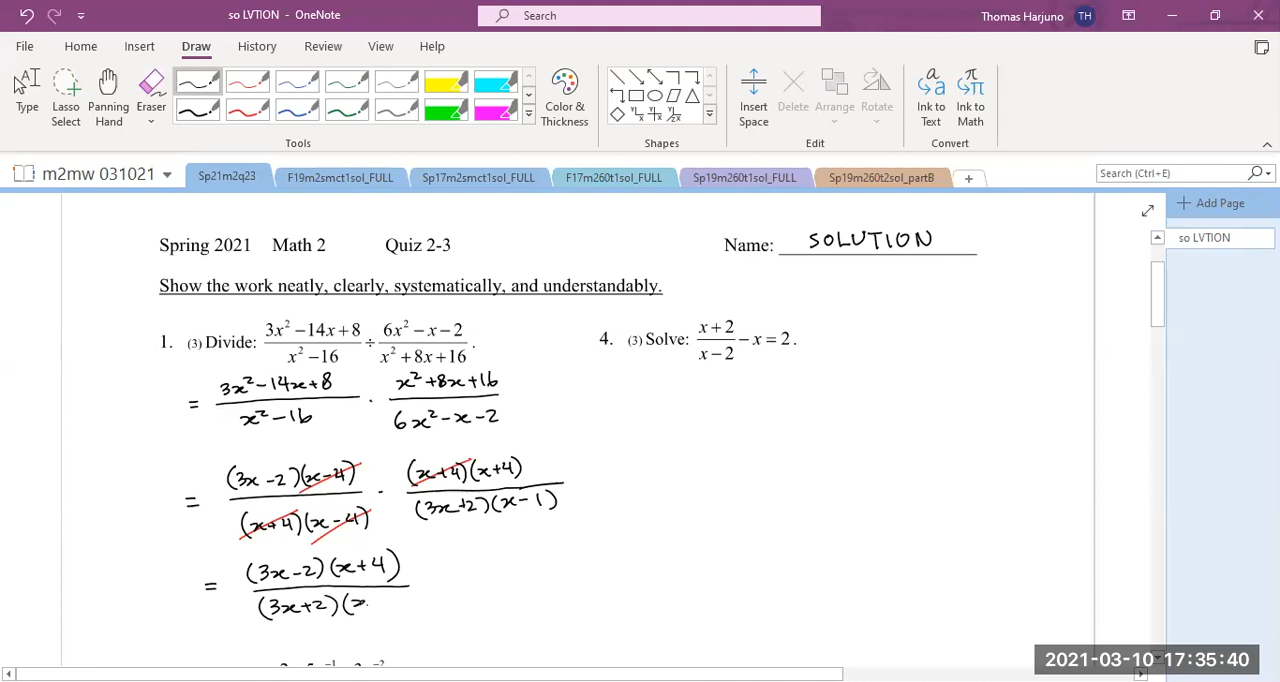 so LVTION - OneNote
Search
Thomas Harjuno
TH
File Home Insert Draw History Review View Help
Type
Lasso Select
Panning Hand
Eraser
Color & Thickness
Insert Space
Delete
Arrange
Rotate
Ink to Text
Ink to Math
Tools
Shapes
Edit
Convert
m2mw 031021
Sp21m2q23
F19m2smct1sol_FULL
Sp17m2smct1sol_FULL
F17m260t1sol_FULL
Sp19m260t1sol_FULL
Sp19m260t2sol_partB
Search (Ctrl+E)
Add Page
so LVTION
Spring 2021 Math 2 Quiz 2-3
Name: SOLUTION
Show the work neatly, clearly, systematically, and understandably.
1. (3) Divide: (3x² −14x + 8)/(x² −16) ÷ (6x² − x − 2)/(x² + 8x + 16).
= (3x² − 14x + 8)/(x² − 16) · (x² + 8x + 16)/(6x² − x − 2)
= (3x − 2)(x − 4)/(x + 4)(x − 4) · (x + 4)(x + 4)/(3x + 2)(x − 1)
= (3x − 2)(x + 4)/(3x + 2)(x
4. (3) Solve: (x + 2)/(x − 2) − x = 2.
2021-03-10 17:35:40